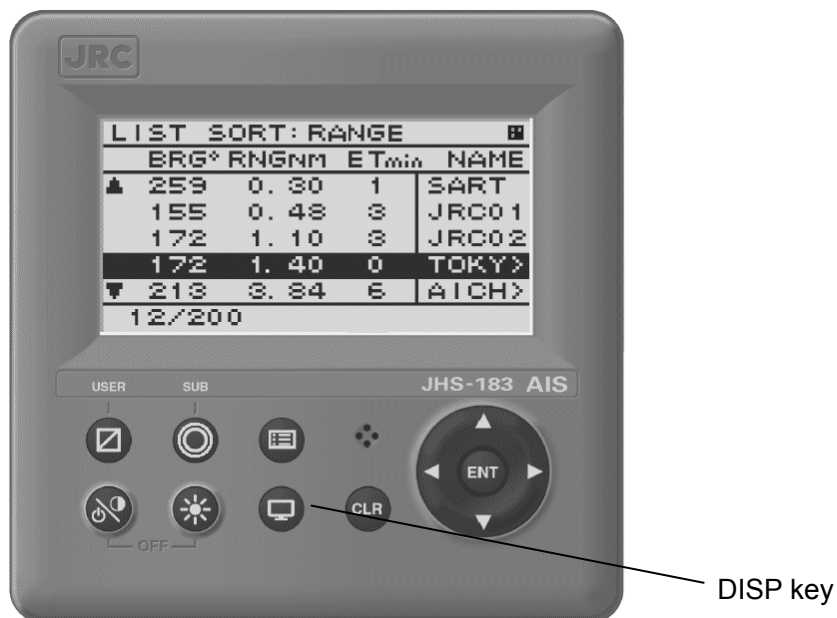 JRC
LIST SORT: RANGE
BRG° RNGNM ETmin NAME
▲ 259 0. 30 1 SART
155 0. 48 3 JRC01
172 1. 10 3 JRC02
172 1. 40 0 TOKY>
▼ 213 3. 84 6 AICH>
12/200
JHS-183 AIS
USER SUB
ENT
CLR
OFF
DISP key